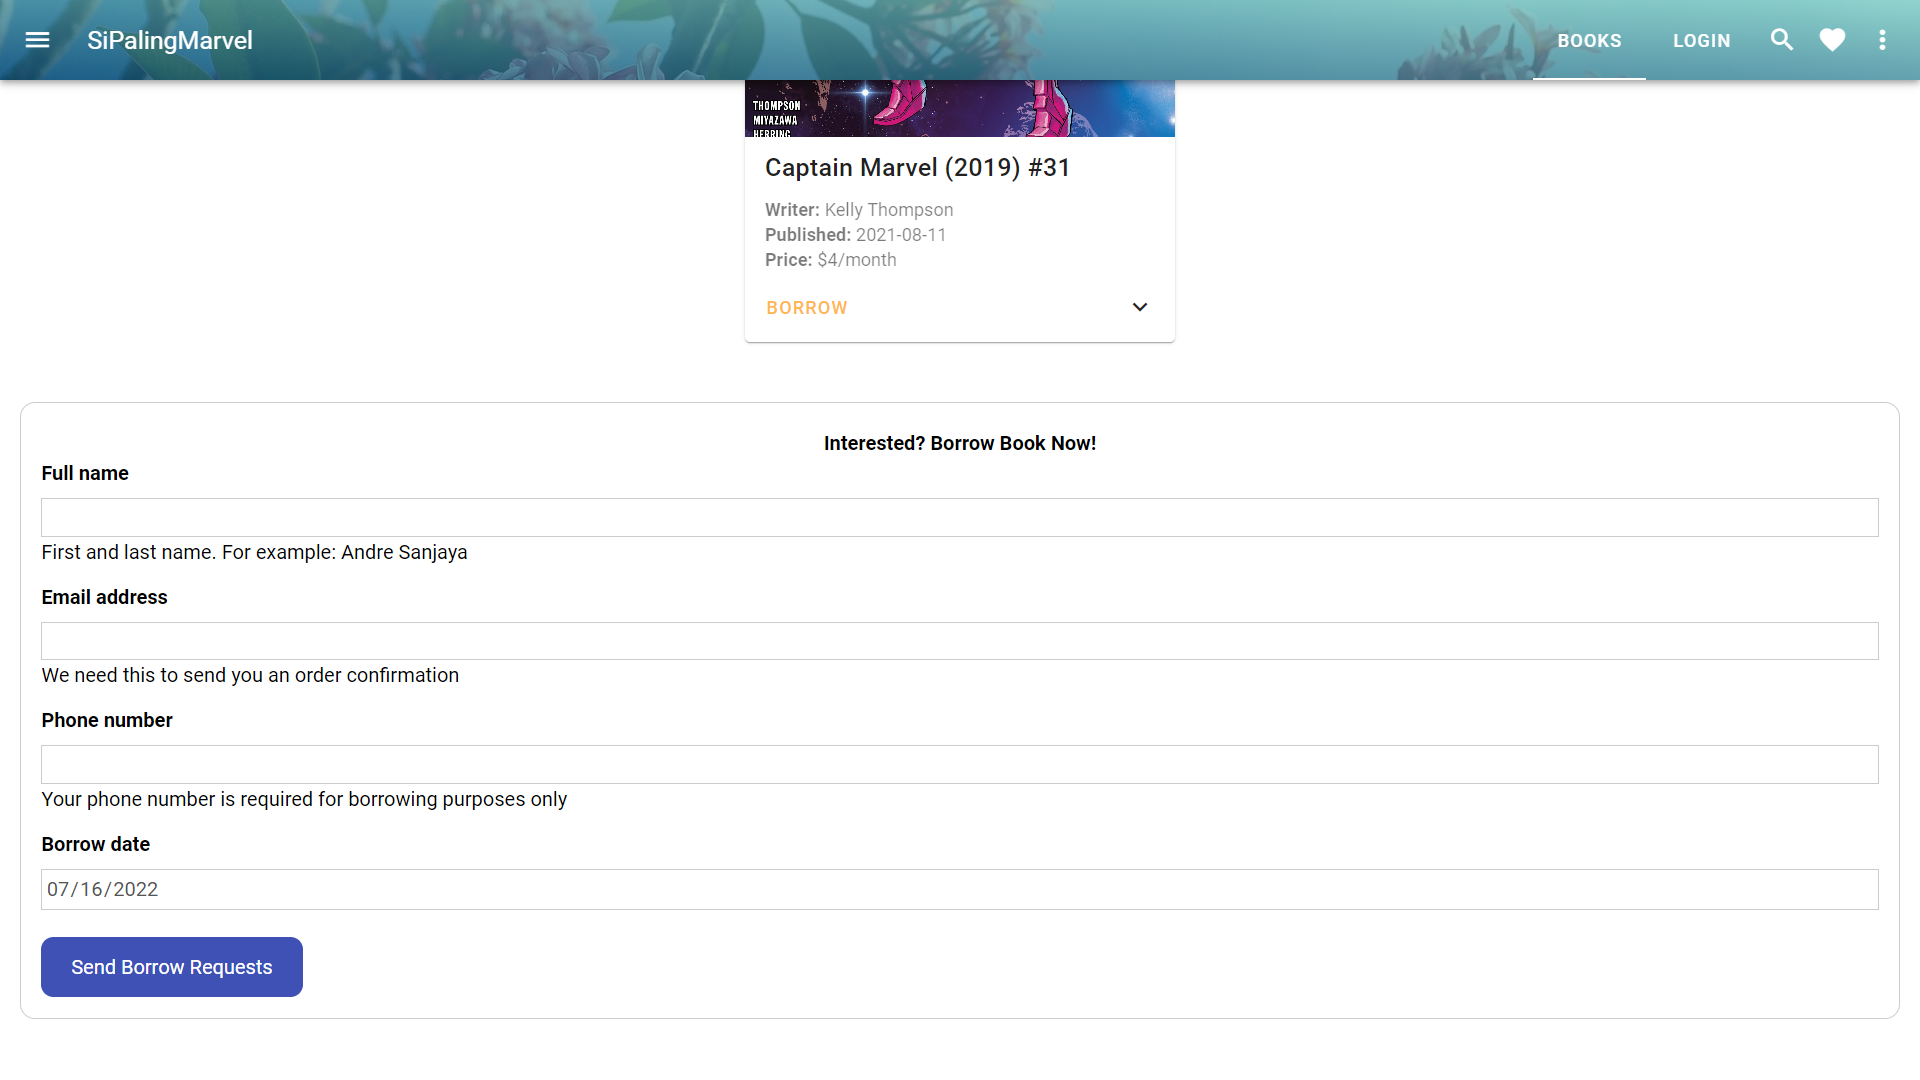 SiPalingMarvel
BOOKS
LOGIN
THOMPSON
MIYAZAWA
HERRING
Captain Marvel (2019) #31
Writer: Kelly Thompson
Published: 2021-08-11
Price: $4/month
BORROW
Interested? Borrow Book Now!
Full name
First and last name. For example: Andre Sanjaya
Email address
We need this to send you an order confirmation
Phone number
Your phone number is required for borrowing purposes only
Borrow date
07/16/2022
Send Borrow Requests